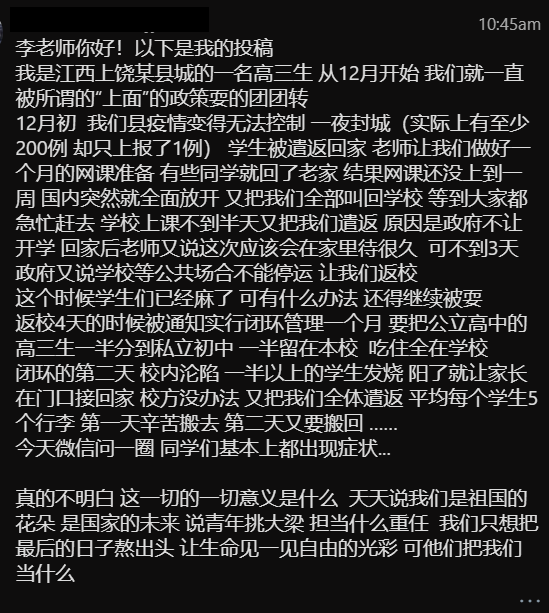 10:45am
李老师你好！以下是我的投稿
我是江西上饶某县城的一名高三生 从12月开始 我们就一直
被所谓的“上面”的政策耍的团团转
12月初  我们县疫情变得无法控制 一夜封城（实际上有至少
200例 却只上报了1例） 学生被遣返回家 老师让我们做好一
个月的网课准备 有些同学就回了老家 结果网课还没上到一
周 国内突然就全面放开 又把我们全部叫回学校 等到大家都
急忙赶去 学校上课不到半天又把我们遣返 原因是政府不让
开学 回家后老师又说这次应该会在家里待很久  可不到3天
政府又说学校等公共场合不能停运 让我们返校
这个时候学生们已经麻了 可有什么办法 还得继续被耍
返校4天的时候被通知实行闭环管理一个月 要把公立高中的
高三生一半分到私立初中 一半留在本校  吃住全在学校
闭环的第二天 校内沦陷 一半以上的学生发烧 阳了就让家长
在门口接回家 校方没办法 又把我们全体遣返 平均每个学生5
个行李 第一天辛苦搬去 第二天又要搬回 ......
今天微信问一圈 同学们基本上都出现症状...
真的不明白 这一切的一切意义是什么  天天说我们是祖国的
花朵 是国家的未来 说青年挑大梁 担当什么重任  我们只想把
最后的日子熬出头 让生命见一见自由的光彩 可他们把我们
当什么